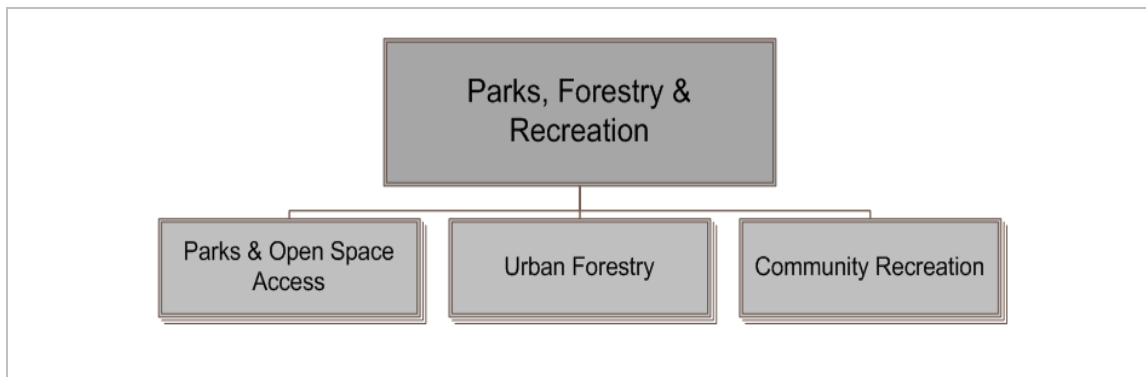 Parks, Forestry &
Recreation
Parks & Open Space
Access
Urban Forestry
Community Recreation